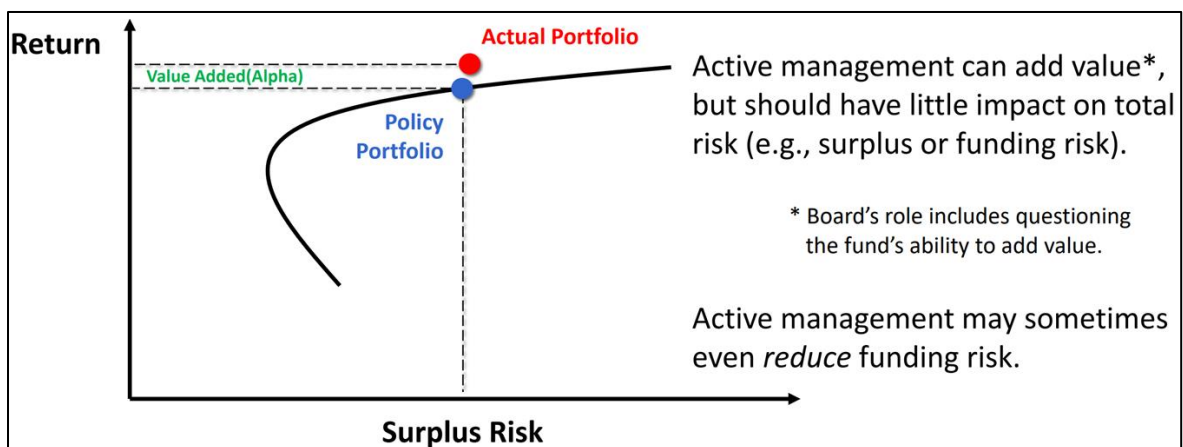 Return
Actual Portfolio
Value Added(Alpha)
Policy
Portfolio
Surplus Risk
Active management can add value*,
but should have little impact on total
risk (e.g., surplus or funding risk).
* Board's role includes questioning
the fund's ability to add value.
Active management may sometimes
even reduce funding risk.